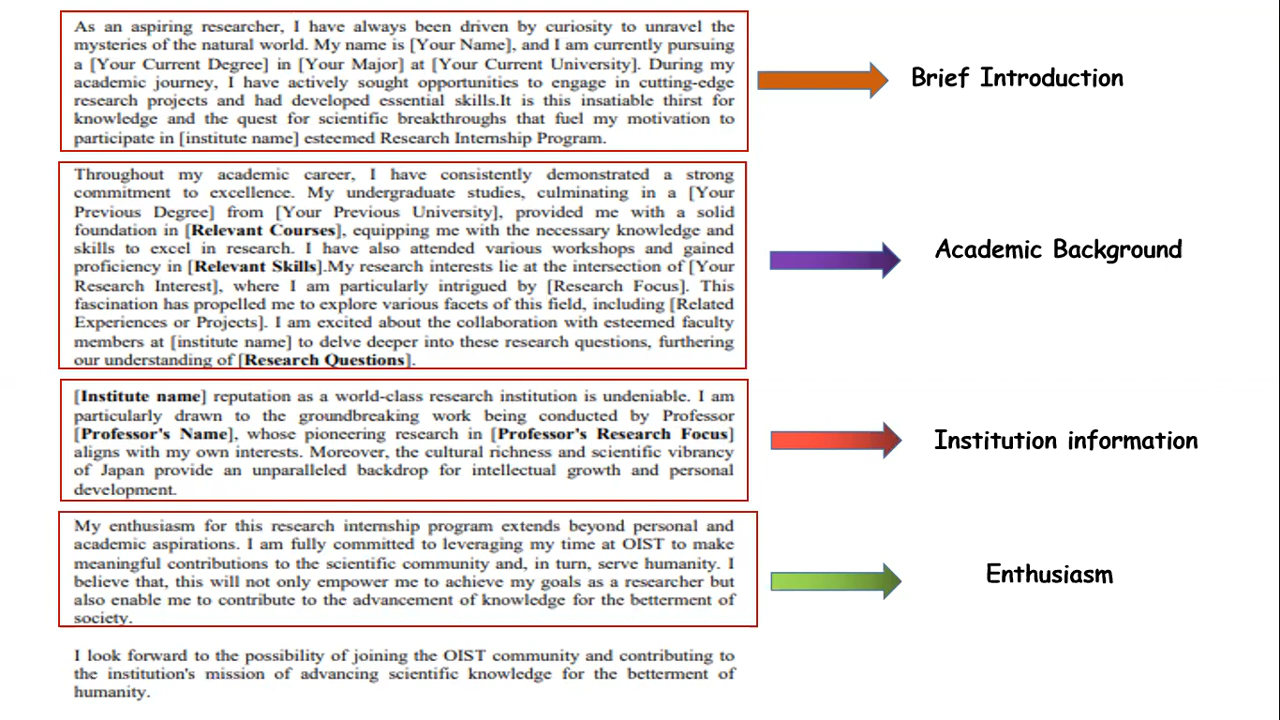 As an aspiring researcher, I have always been driven by curiosity to unravel the
mysteries of the natural world. My name is [Your Name], and I am currently pursuing
a [Your Current Degree] in [Your Major] at [Your Current University]. During my
academic journey, I have actively sought opportunities to engage in cutting-edge
research projects and had developed essential skills.It is this insatiable thirst for
knowledge and the quest for scientific breakthroughs that fuel my motivation to
participate in [institute name] esteemed Research Internship Program.
Brief Introduction
Throughout my academic career, I have consistently demonstrated a strong
commitment to excellence. My undergraduate studies, culminating in a [Your
Previous Degree] from [Your Previous University], provided me with a solid
foundation in [Relevant Courses], equipping me with the necessary knowledge and
skills to excel in research. I have also attended various workshops and gained
proficiency in [Relevant Skills].My research interests lie at the intersection of [Your
Research Interest], where I am particularly intrigued by [Research Focus]. This
fascination has propelled me to explore various facets of this field, including [Related
Experiences or Projects]. I am excited about the collaboration with esteemed faculty
members at [institute name] to delve deeper into these research questions, furthering
our understanding of [Research Questions].
Academic Background
[Institute name] reputation as a world-class research institution is undeniable. I am
particularly drawn to the groundbreaking work being conducted by Professor
[Professor's Name], whose pioneering research in [Professor's Research Focus]
aligns with my own interests. Moreover, the cultural richness and scientific vibrancy
of Japan provide an unparalleled backdrop for intellectual growth and personal
development.
Institution information
My enthusiasm for this research internship program extends beyond personal and
academic aspirations. I am fully committed to leveraging my time at OIST to make
meaningful contributions to the scientific community and, in turn, serve humanity. I
believe that, this will not only empower me to achieve my goals as a researcher but
also enable me to contribute to the advancement of knowledge for the betterment of
society.
Enthusiasm
I look forward to the possibility of joining the OIST community and contributing to
the institution's mission of advancing scientific knowledge for the betterment of
humanity.